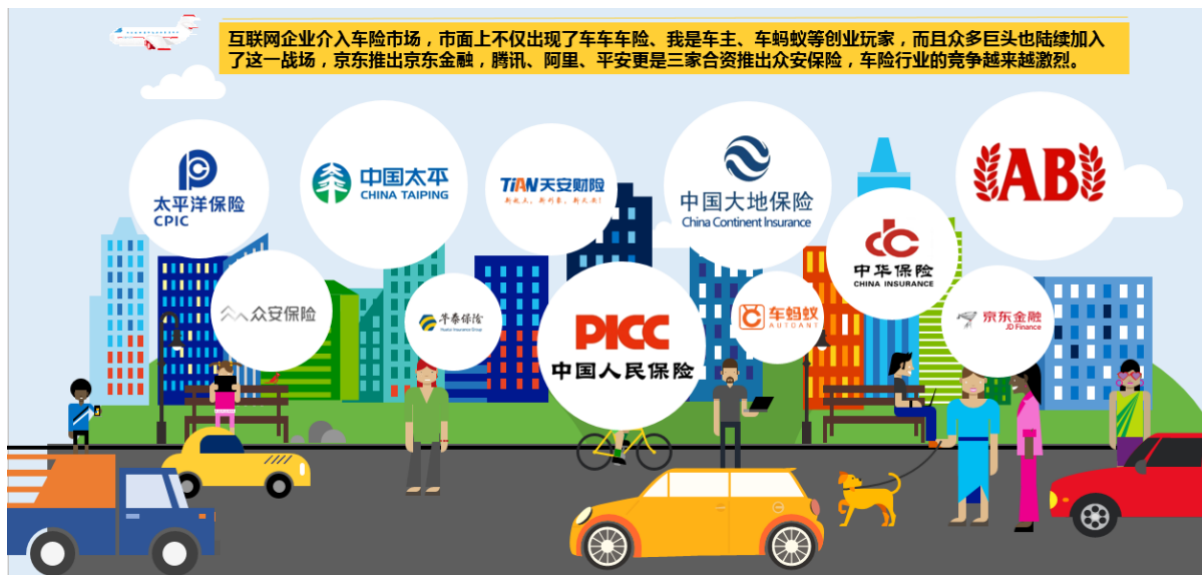 互联网企业介入车险市场，市面上不仅出现了车车车险、我是车主、车蚂蚁等创业玩家，而且众多巨头也陆续加入
了这一战场，京东推出京东金融，腾讯、阿里、平安更是三家合资推出众安保险，车险行业的竞争越来越激烈。
太平洋保险
CPIC
中国太平
CHINA TAIPING
TiAN天安财险
中国大地保险
China Continent Insurance
AB
中华保险
CHINA INSURANCE
众安保险
华泰保险
Huatai Insurance Group
PICC
中国人民保险
车蚂蚁
AUTOANT
京东金融
JD Finance